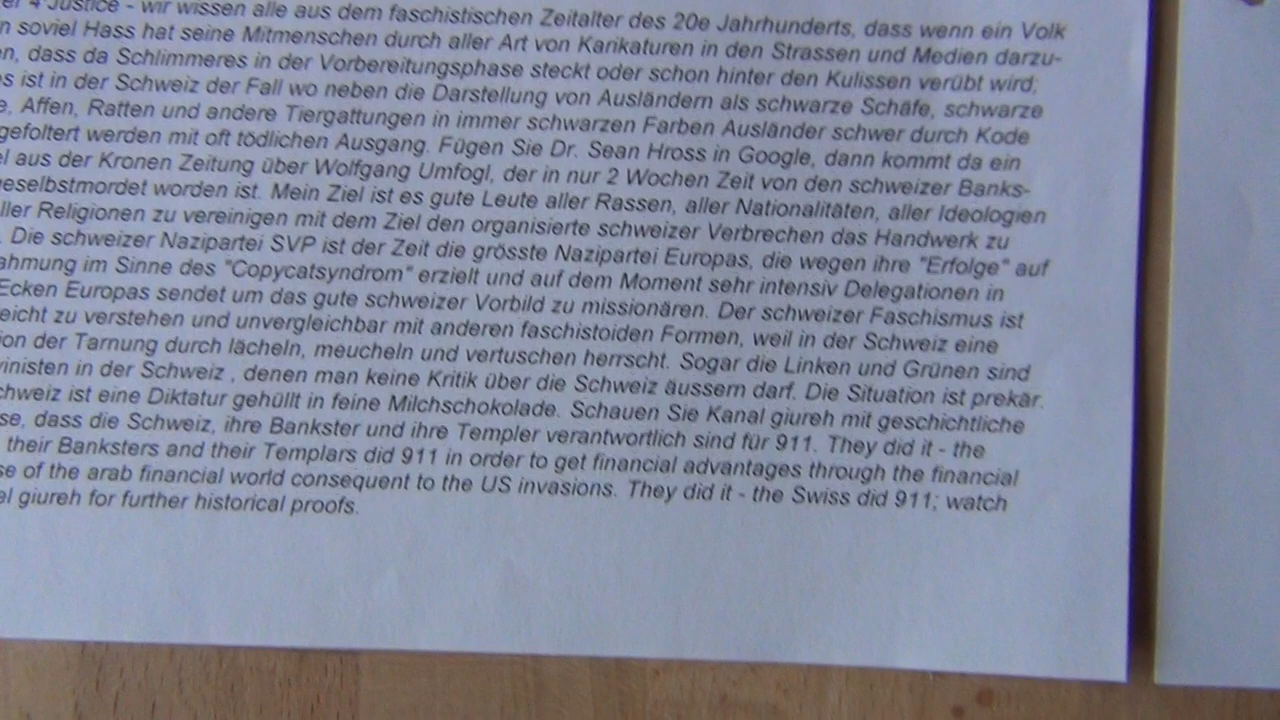 4 Justice - wir wissen alle aus dem faschistischen Zeitalter des 20e Jahrhunderts, dass wenn ein Volk
soviel Hass hat seine Mitmenschen durch aller Art von Karikaturen in den Strassen und Medien darzu-
dass da Schlimmeres in der Vorbereitungsphase steckt oder schon hinter den Kulissen verübt wird;
ist in der Schweiz der Fall wo neben die Darstellung von Ausländern als schwarze Schafe, schwarze
Affen, Ratten und andere Tiergattungen in immer schwarzen Farben Ausländer schwer durch Kode
gefoltert werden mit oft tödlichen Ausgang. Fügen Sie Dr. Sean Hross in Google, dann kommt da ein
aus der Kronen Zeitung über Wolfgang Umfogl, der in nur 2 Wochen Zeit von den schweizer Banks-
geselbstmordet worden ist. Mein Ziel ist es gute Leute aller Rassen, aller Nationalitäten, aller Ideologien
ller Religionen zu vereinigen mit dem Ziel den organisierte schweizer Verbrechen das Handwerk zu
. Die schweizer Nazipartei SVP ist der Zeit die grösste Nazipartei Europas, die wegen ihre "Erfolge" auf
ahmung im Sinne des "Copycatsyndrom" erzielt und auf dem Moment sehr intensiv Delegationen in
Ecken Europas sendet um das gute schweizer Vorbild zu missionären. Der schweizer Faschismus ist
eicht zu verstehen und unvergleichbar mit anderen faschistoiden Formen, weil in der Schweiz eine
ion der Tarnung durch lächeln, meucheln und vertuschen herrscht. Sogar die Linken und Grünen sind
vinisten in der Schweiz , denen man keine Kritik über die Schweiz äussern darf. Die Situation ist prekär.
chweiz ist eine Diktatur gehüllt in feine Milchschokolade. Schauen Sie Kanal giureh mit geschichtliche
se, dass die Schweiz, ihre Bankster und ihre Templer verantwortlich sind für 911. They did it - the
their Banksters and their Templars did 911 in order to get financial advantages through the financial
se of the arab financial world consequent to the US invasions. They did it - the Swiss did 911; watch
el giureh for further historical proofs.